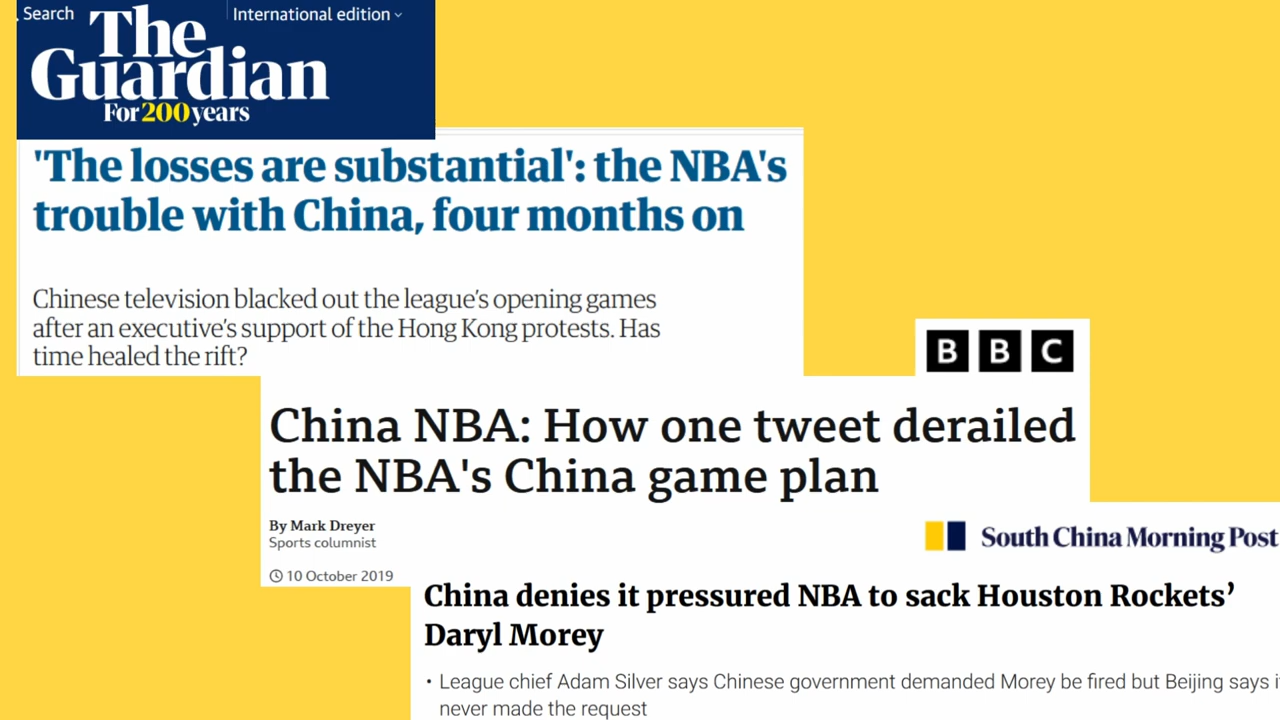 Search
International edition
The
Guardian
For 200 years
'The losses are substantial': the NBA's
trouble with China, four months on
Chinese television blacked out the league's opening games
after an executive's support of the Hong Kong protests. Has
time healed the rift?
BBC
China NBA: How one tweet derailed
the NBA's China game plan
By Mark Dreyer
Sports columnist
10 October 2019
South China Morning Post
China denies it pressured NBA to sack Houston Rockets’
Daryl Morey
• League chief Adam Silver says Chinese government demanded Morey be fired but Beijing says
never made the request